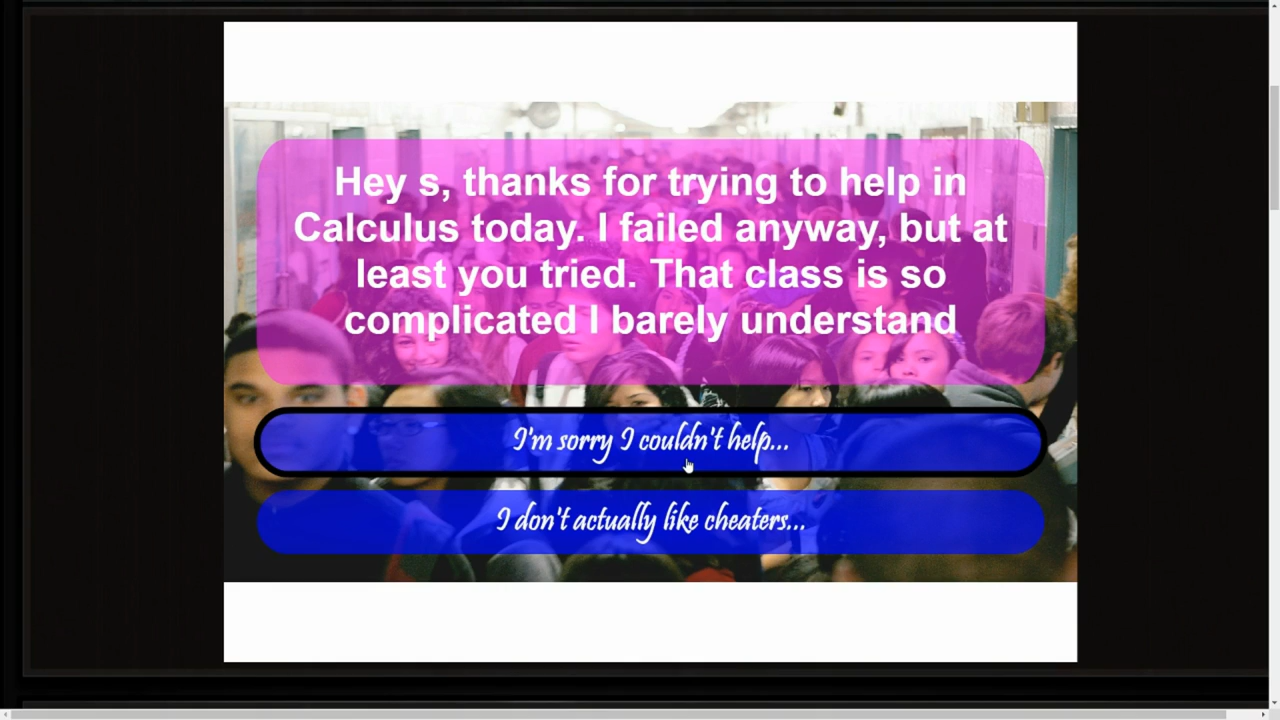 Hey s, thanks for trying to help in
Calculus today. I failed anyway, but at
least you tried. That class is so
complicated I barely understand
I'm sorry I couldn't help...
I don't actually like cheaters...